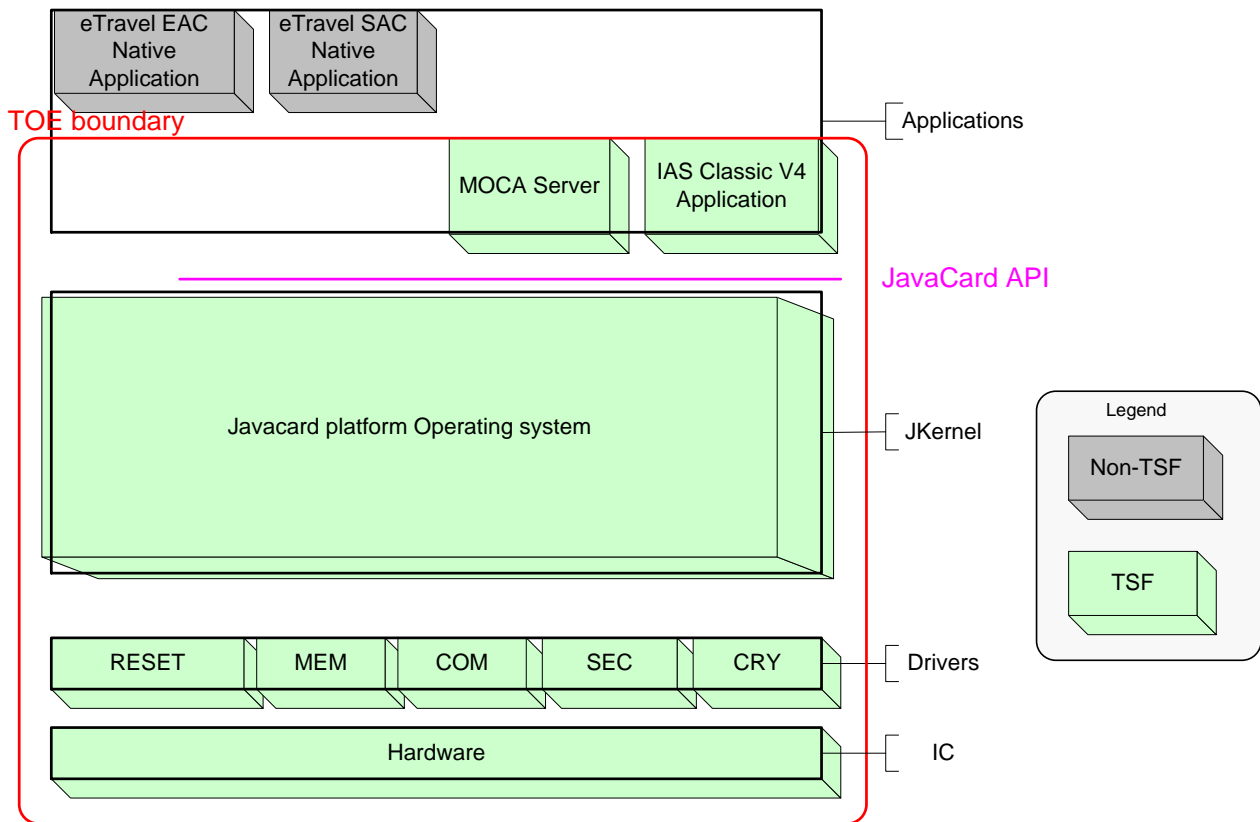 eTravel EAC
Native
Application
eTravel SAC
Native
Application
TOE boundary
Applications
MOCA Server
IAS Classic V4
Application
JavaCard API
Javacard platform Operating system
JKernel
Legend
Non-TSF
TSF
RESET
MEM
COM
SEC
CRY
Drivers
Hardware
IC